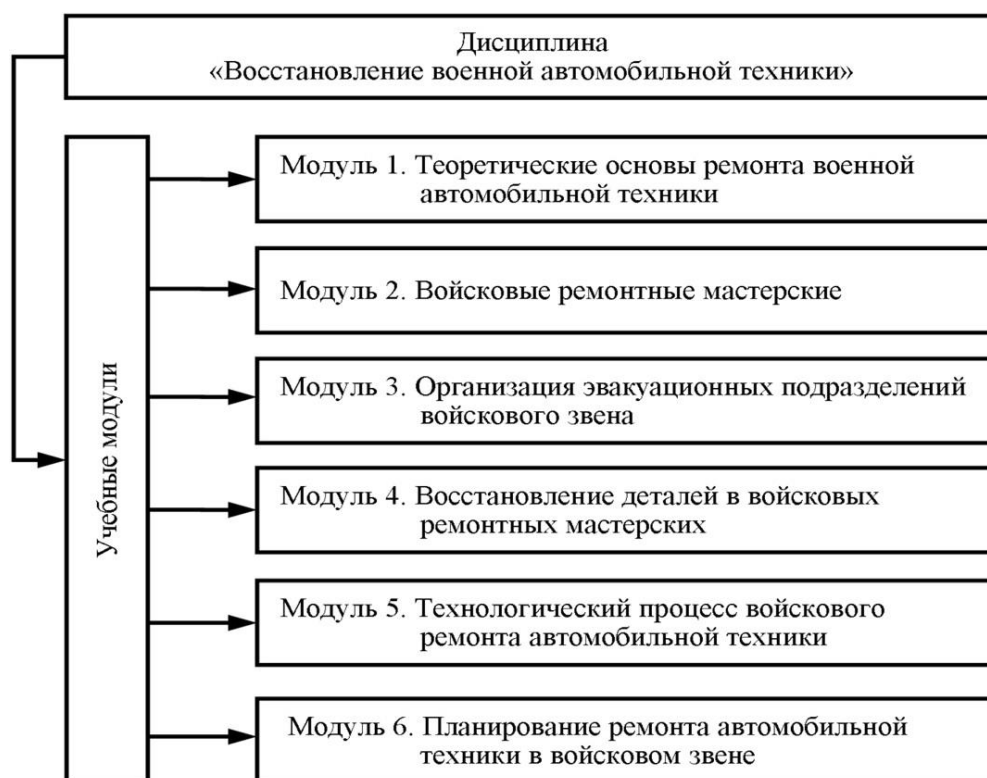 Дисциплина
«Восстановление военной автомобильной техники»
Учебные модули
Модуль 1. Теоретические основы ремонта военной
автомобильной техники
Модуль 2. Войсковые ремонтные мастерские
Модуль 3. Организация эвакуационных подразделений
войскового звена
Модуль 4. Восстановление деталей в войсковых
ремонтных мастерских
Модуль 5. Технологический процесс войскового
ремонта автомобильной техники
Модуль 6. Планирование ремонта автомобильной
техники в войсковом звене